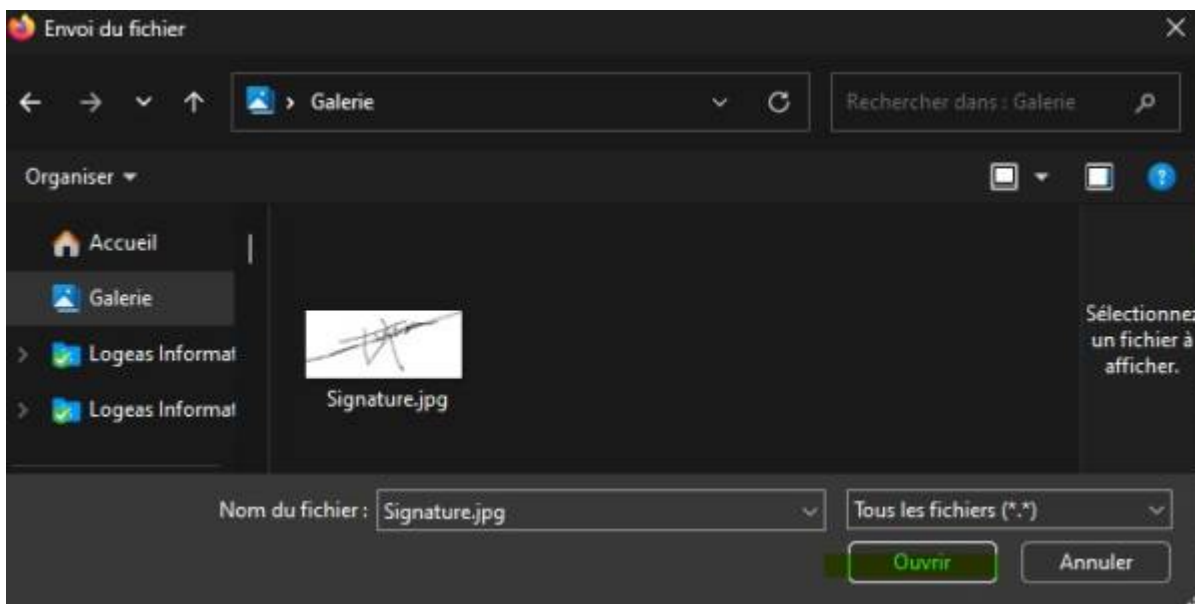 Envoi du fichier
Galerie
Rechercher dans : Galerie
Organiser
Accueil
Galerie
Logeas Informat
Logeas Informat
Signature.jpg
Sélectionnez
un fichier à
afficher.
Nom du fichier :
Signature.jpg
Tous les fichiers (*.*)
Ouvrir
Annuler